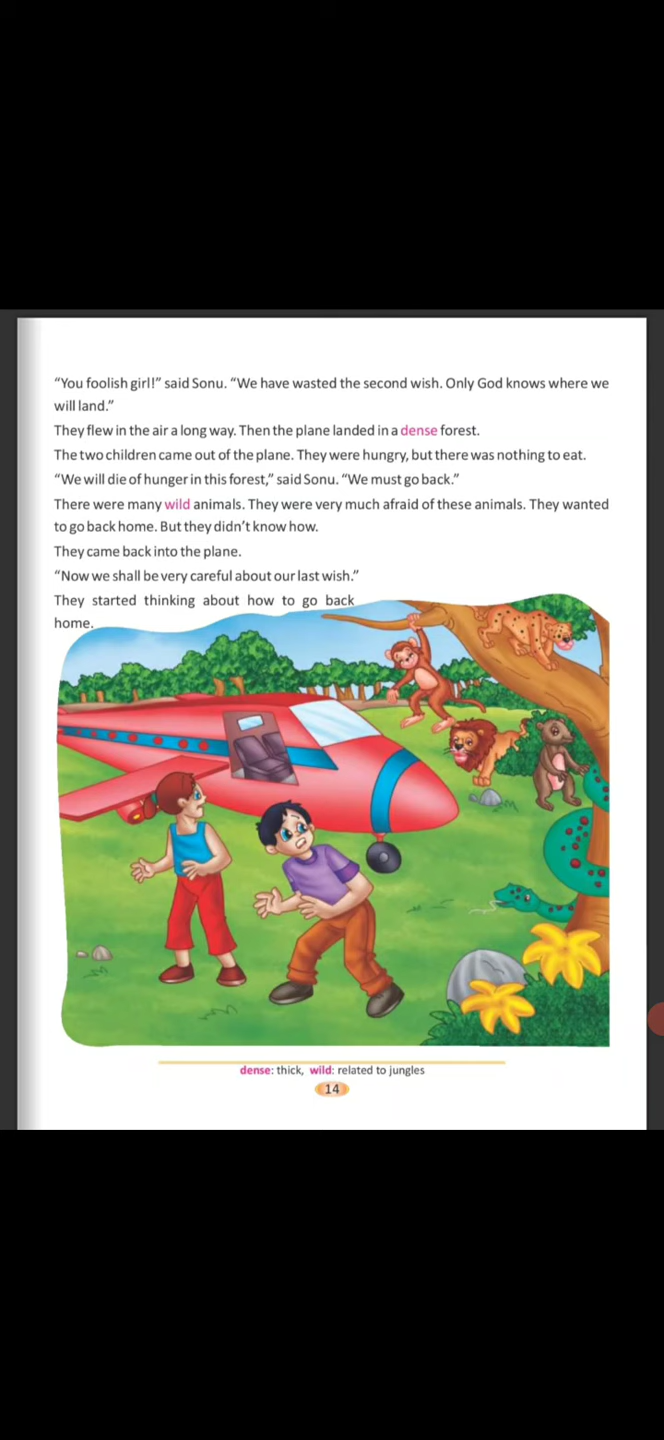 “You foolish girl!” said Sonu. “We have wasted the second wish. Only God knows where we
will land.”
They flew in the air a long way. Then the plane landed in a dense forest.
The two children came out of the plane. They were hungry, but there was nothing to eat.
“We will die of hunger in this forest,” said Sonu. “We must go back.”
There were many wild animals. They were very much afraid of these animals. They wanted
to go back home. But they didn’t know how.
They came back into the plane.
“Now we shall be very careful about our last wish.”
They started thinking about how to go back
home.
dense: thick, wild: related to jungles
14